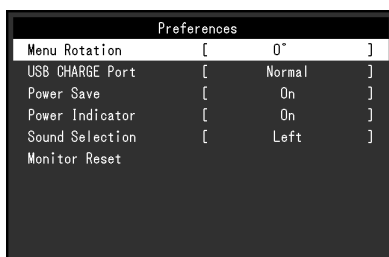 Preferences
Menu Rotation [ 0° ]
USB CHARGE Port [ Normal ]
Power Save [ On ]
Power Indicator [ On ]
Sound Selection [ Left ]
Monitor Reset